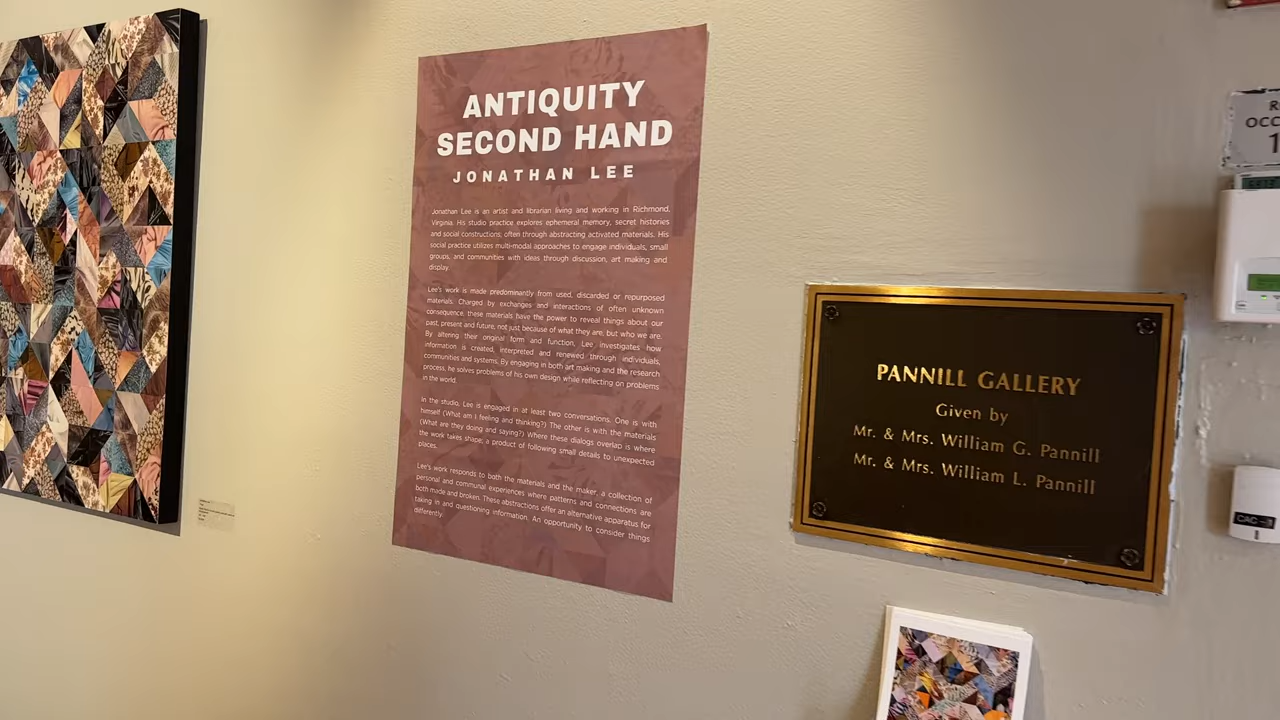 ANTIQUITY
SECOND HAND
JONATHAN LEE
Jonathan Lee is an artist and librarian living and working in Richmond,
Virginia. His studio practice explores ephemeral memory, secret histories
and social constructions, often through abstracting activated materials. His
social practice utilizes multi-modal approaches to engage individuals, small
groups, and communities with ideas through discussion, art making and
display.
Lee's work is made predominantly from used, discarded or repurposed
materials. Charged by exchanges and interactions of often unknown
consequence, these materials have the power to reveal things about our
past, present and future, not just because of what they are, but who we are.
By altering their original form and function, Lee investigates how
information is created, interpreted and renewed through individuals,
communities and systems. By engaging in both art making and the research
process, he solves problems of his own design while reflecting on problems
in the world.
In the studio, Lee is engaged in at least two conversations. One is with
himself (What am I feeling and thinking?) The other is with the materials
(What are they doing and saying?) Where these dialogs overlap is where
the work takes shape; a product of following small details to unexpected
places.
Lee's work responds to both the materials and the maker, a collection of
personal and communal experiences where patterns and connections are
both made and broken. These abstractions offer an alternative apparatus for
taking in and questioning information. An opportunity to consider things
differently.
PANNILL GALLERY
Given by
Mr. & Mrs. William G. Pannill
Mr. & Mrs. William L. Pannill
R
OCC
1
CAC